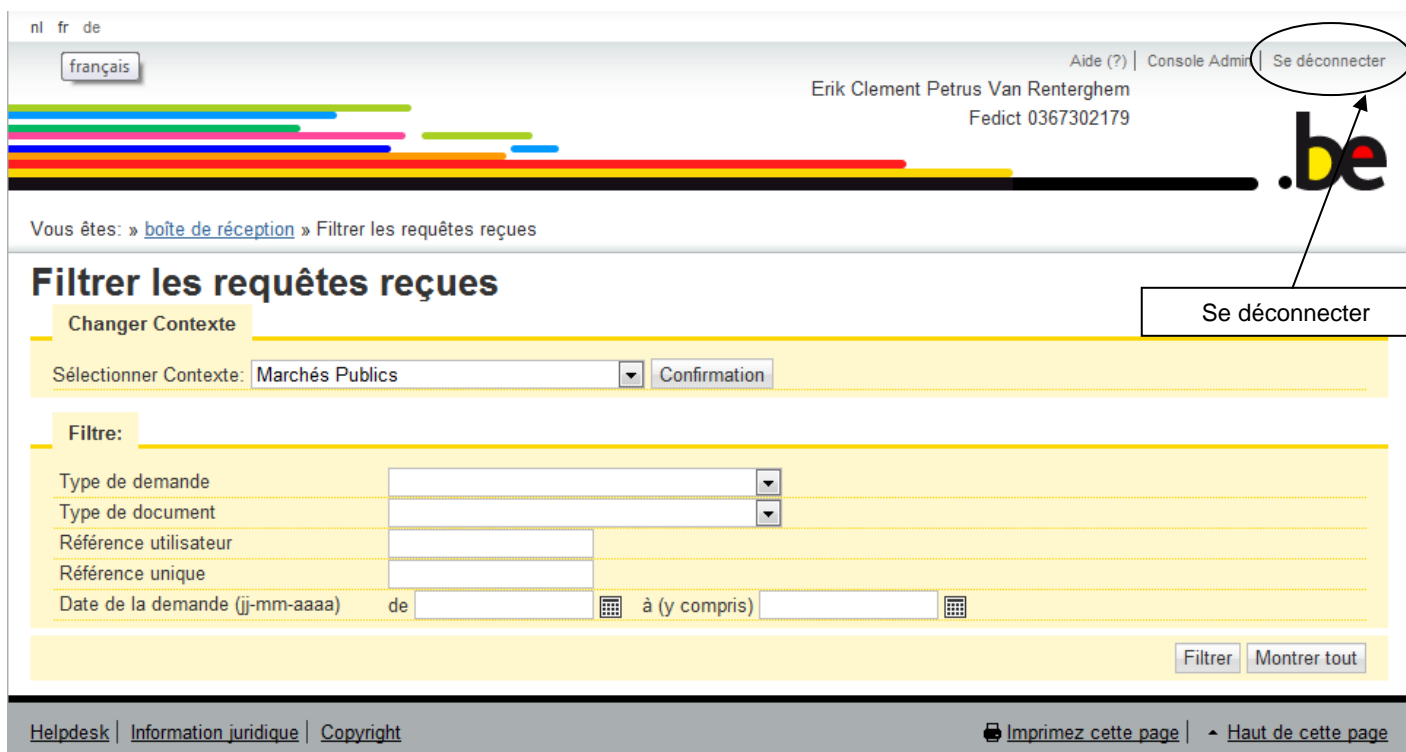 nl fr de
français
Aide (?) | Console Admin | Se déconnecter
Erik Clement Petrus Van Renterghem
Fedict 0367302179
.be
Vous êtes: » boîte de réception » Filtrer les requêtes reçues
Filtrer les requêtes reçues
Se déconnecter
Changer Contexte
Sélectionner Contexte: Marchés Publics Confirmation
Filtre:
Type de demande
Type de document
Référence utilisateur
Référence unique
Date de la demande (jj-mm-aaaa) de à (y compris)
Filtrer Montrer tout
Helpdesk | Information juridique | Copyright Imprimez cette page | Haut de cette page